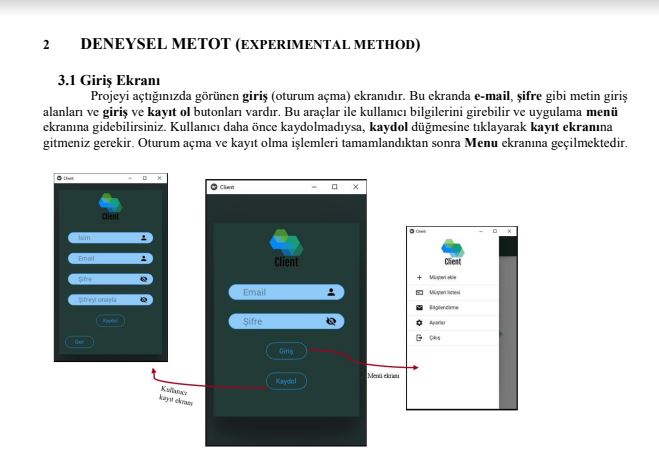 2 DENEYSEL METOT (EXPERIMENTAL METHOD)
3.1 Giriş Ekranı
Projeyi açtığınızda görünen giriş (oturum açma) ekranıdır. Bu ekranda e-mail, şifre gibi metin giriş
alanları ve giriş ve kayıt ol butonları vardır. Bu araçlar ile kullanıcı bilgilerini girebilir ve uygulama menü
ekranına gidebilirsiniz. Kullanıcı daha önce kaydolmadıysa, kaydol düğmesine tıklayarak kayıt ekranına
gitmeniz gerekir. Oturum açma ve kayıt olma işlemleri tamamlandıktan sonra Menu ekranına geçilmektedir.
Client
Client
İsim
Email
Şifre
Şifreyi onayla
Kaydol
Geri
Kullanıcı
kayıt ekranı
Client
Client
Email
Şifre
Giriş
Kaydol
Menü ekranı
Client
Client
Müşteri ekle
Müşteri listesi
Bilgilendirme
Ayarlar
Çıkış